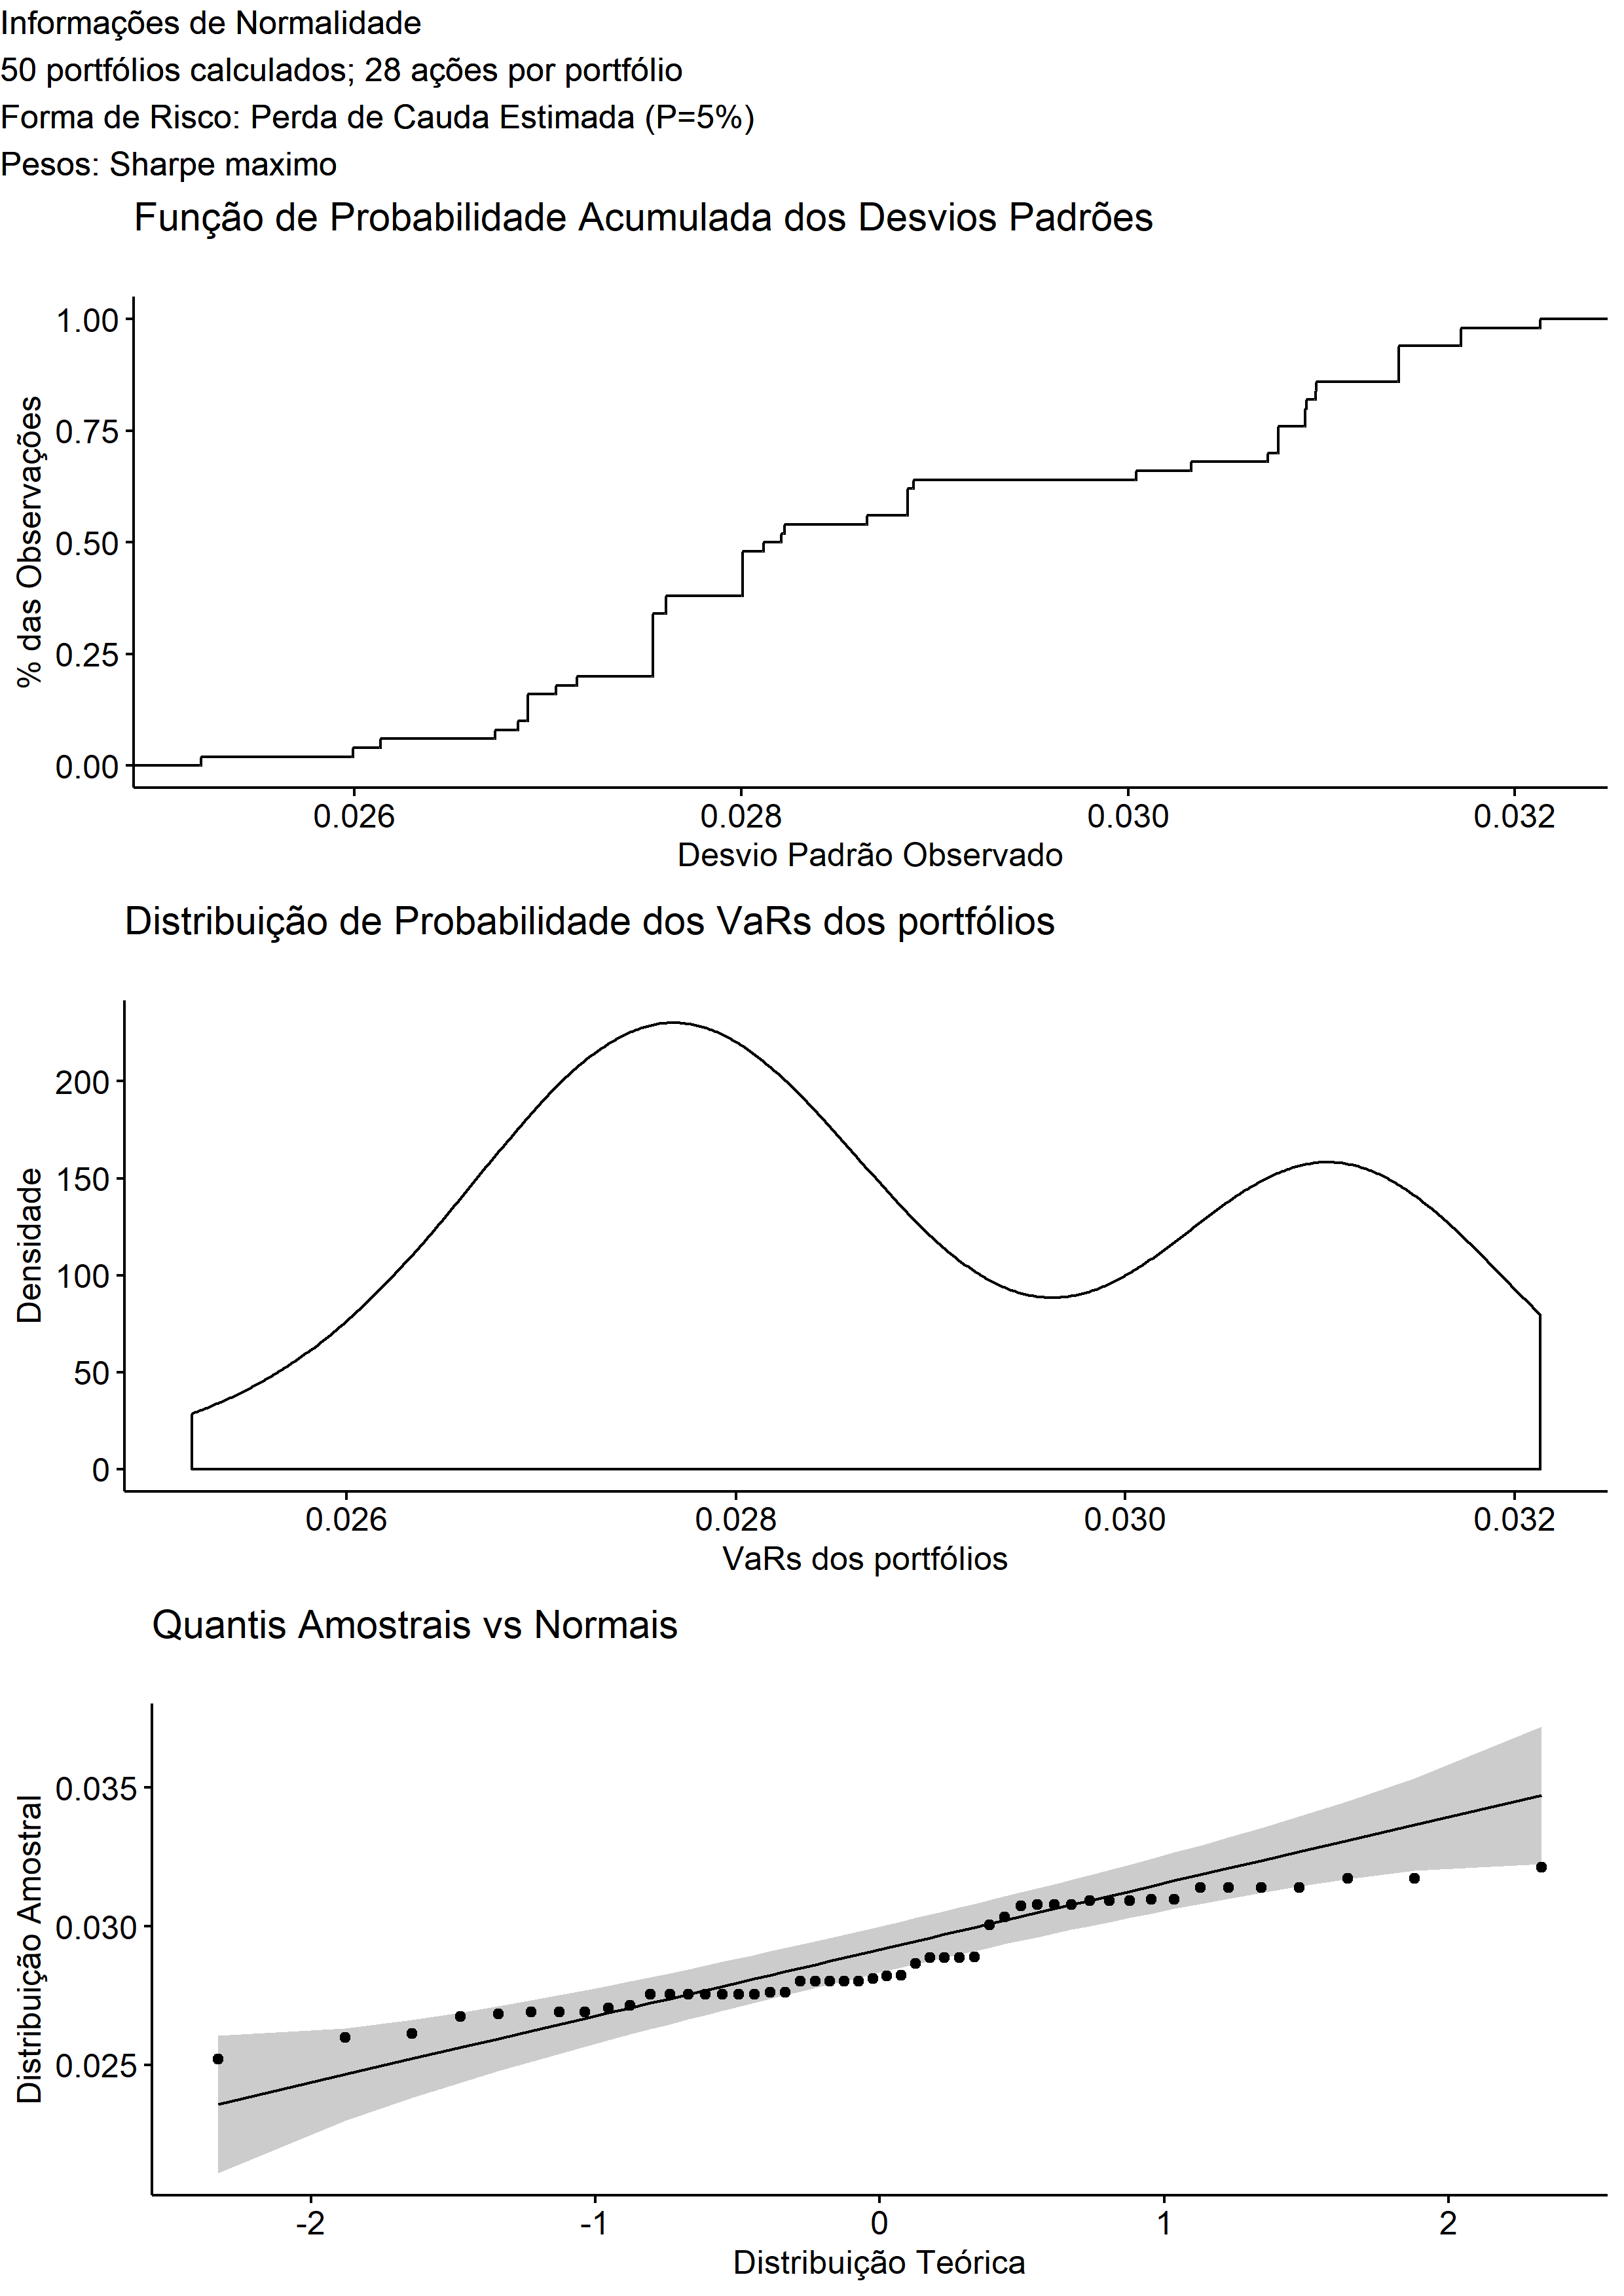 Informações de Normalidade
50 portfólios calculados; 28 ações por portfólio
Forma de Risco: Perda de Cauda Estimada (P=5%)
Pesos: Sharpe maximo
Função de Probabilidade Acumulada dos Desvios Padrões
% das Observações
1.00
0.75
0.50
0.25
0.00
0.026 0.028 0.030 0.032
Desvio Padrão Observado
Distribuição de Probabilidade dos VaRs dos portfólios
Densidade
200
150
100
50
0
0.026 0.028 0.030 0.032
VaRs dos portfólios
Quantis Amostrais vs Normais
Distribuição Amostral
0.035
0.030
0.025
-2 -1 0 1 2
Distribuição Teórica